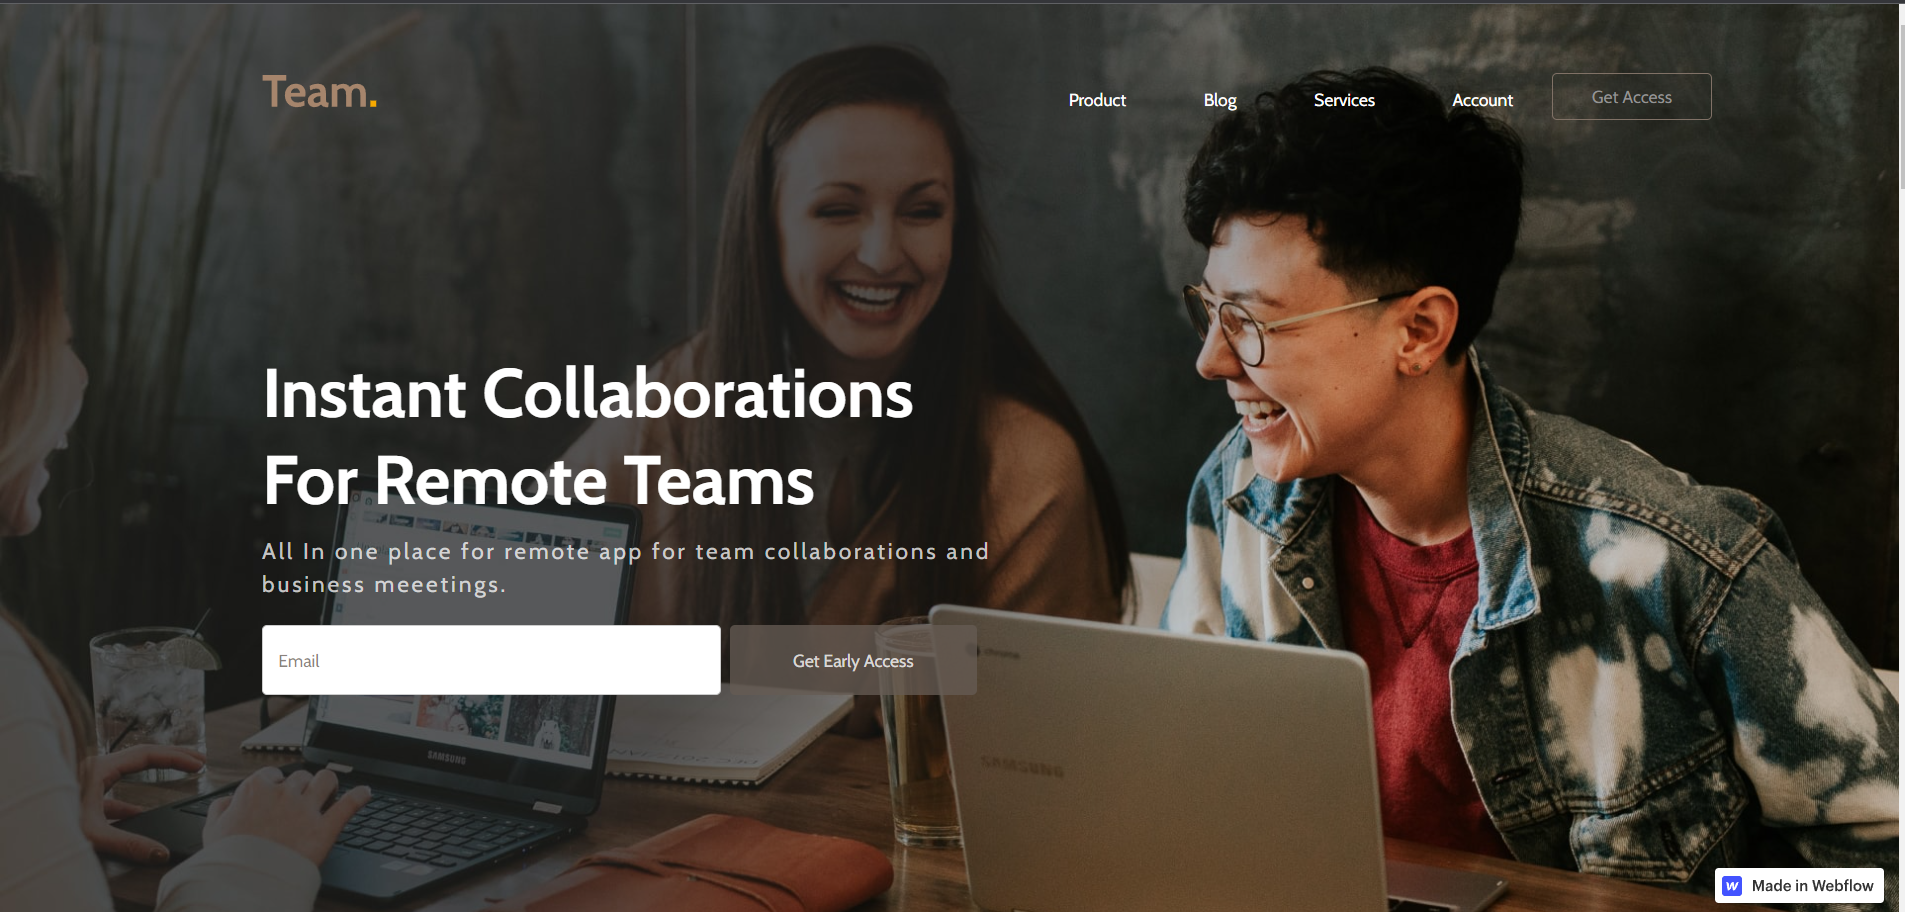 Team.
Product
Blog
Services
Account
Get Access
Instant Collaborations
For Remote Teams
All In one place for remote app for team collaborations and
business meeetings.
Email
Get Early Access
chrome
SAMSUNG
SAMSUNG
Made in Webflow